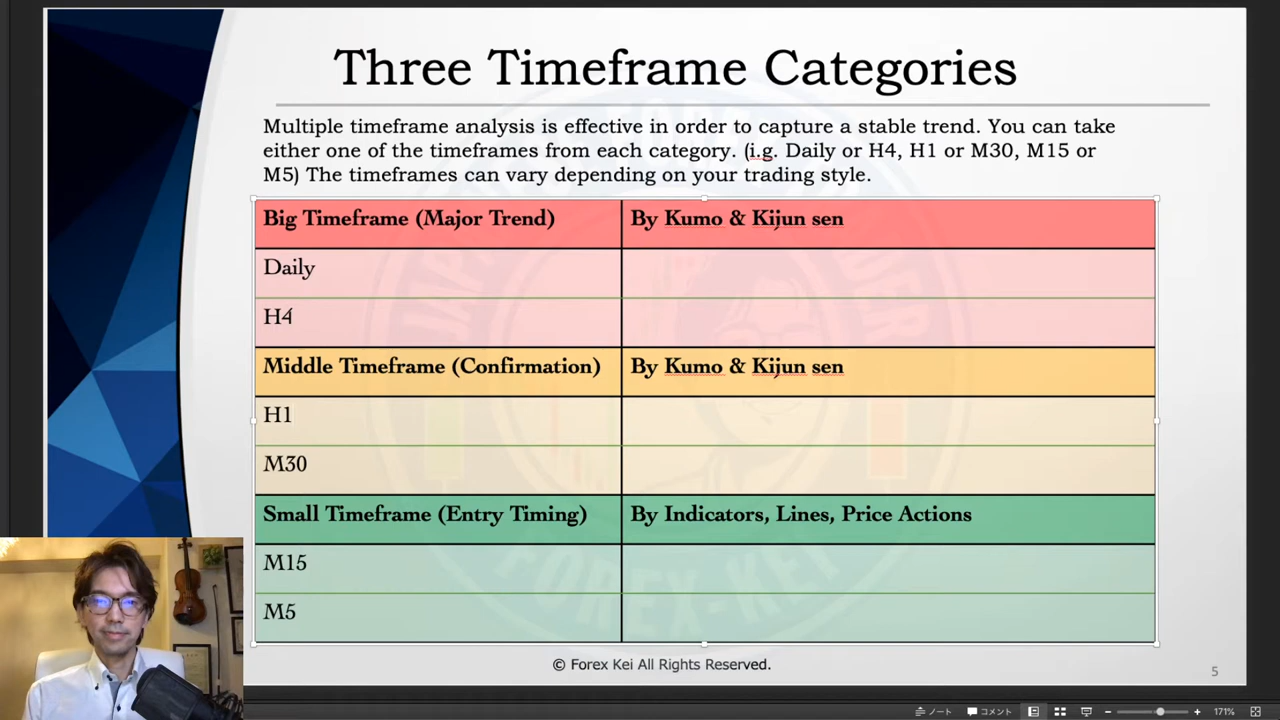 Three Timeframe Categories
Multiple timeframe analysis is effective in order to capture a stable trend. You can take
either one of the timeframes from each category. (i.g. Daily or H4, H1 or M30, M15 or
M5) The timeframes can vary depending on your trading style.
Big Timeframe (Major Trend) By Kumo & Kijun sen
Daily
H4
Middle Timeframe (Confirmation) By Kumo & Kijun sen
H1
M30
Small Timeframe (Entry Timing) By Indicators, Lines, Price Actions
M15
M5
FOREX-KEI
© Forex Kei All Rights Reserved.
5
ノート コメント 171%